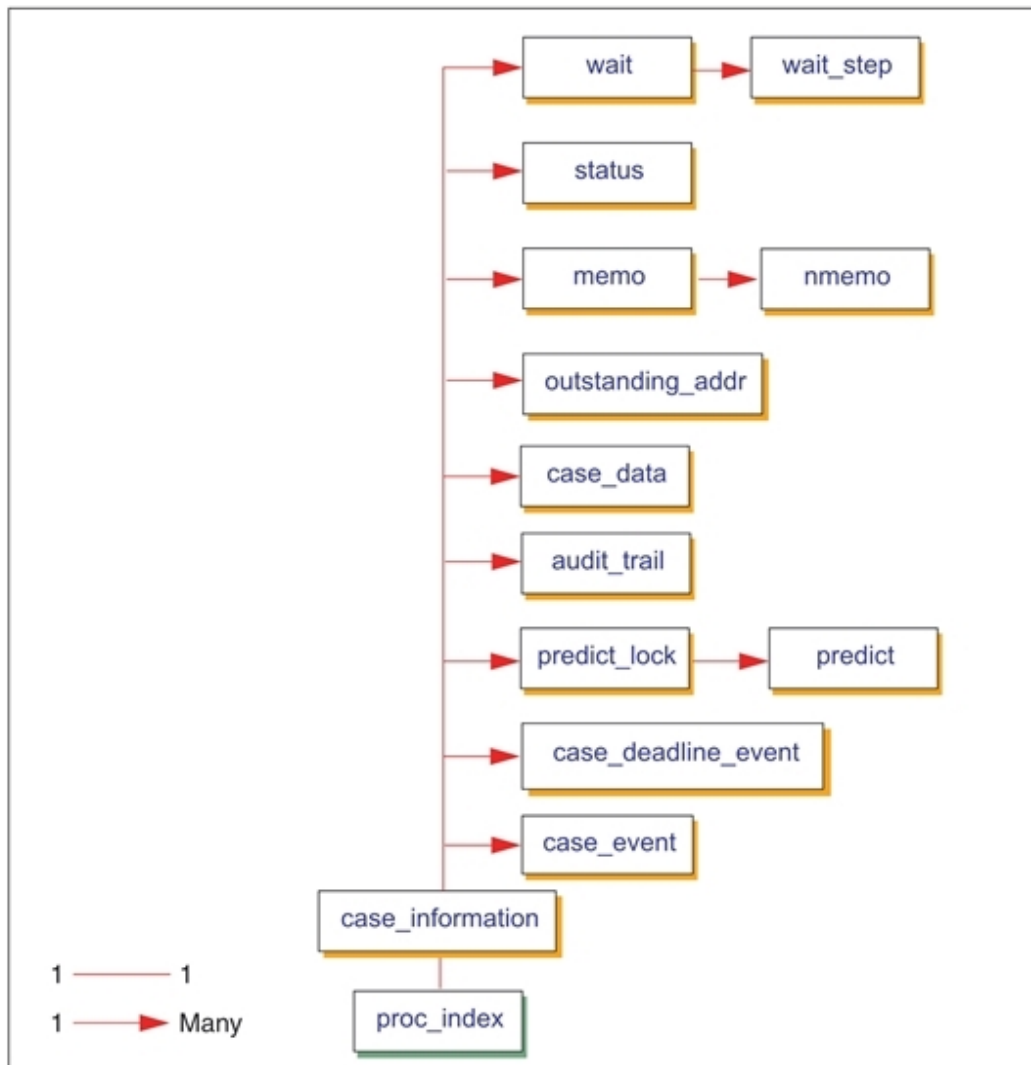 wait
wait_step
status
memo
nmemo
outstanding_addr
case_data
audit_trail
predict_lock
predict
case_deadline_event
case_event
case_information
1 1
1 Many
proc_index